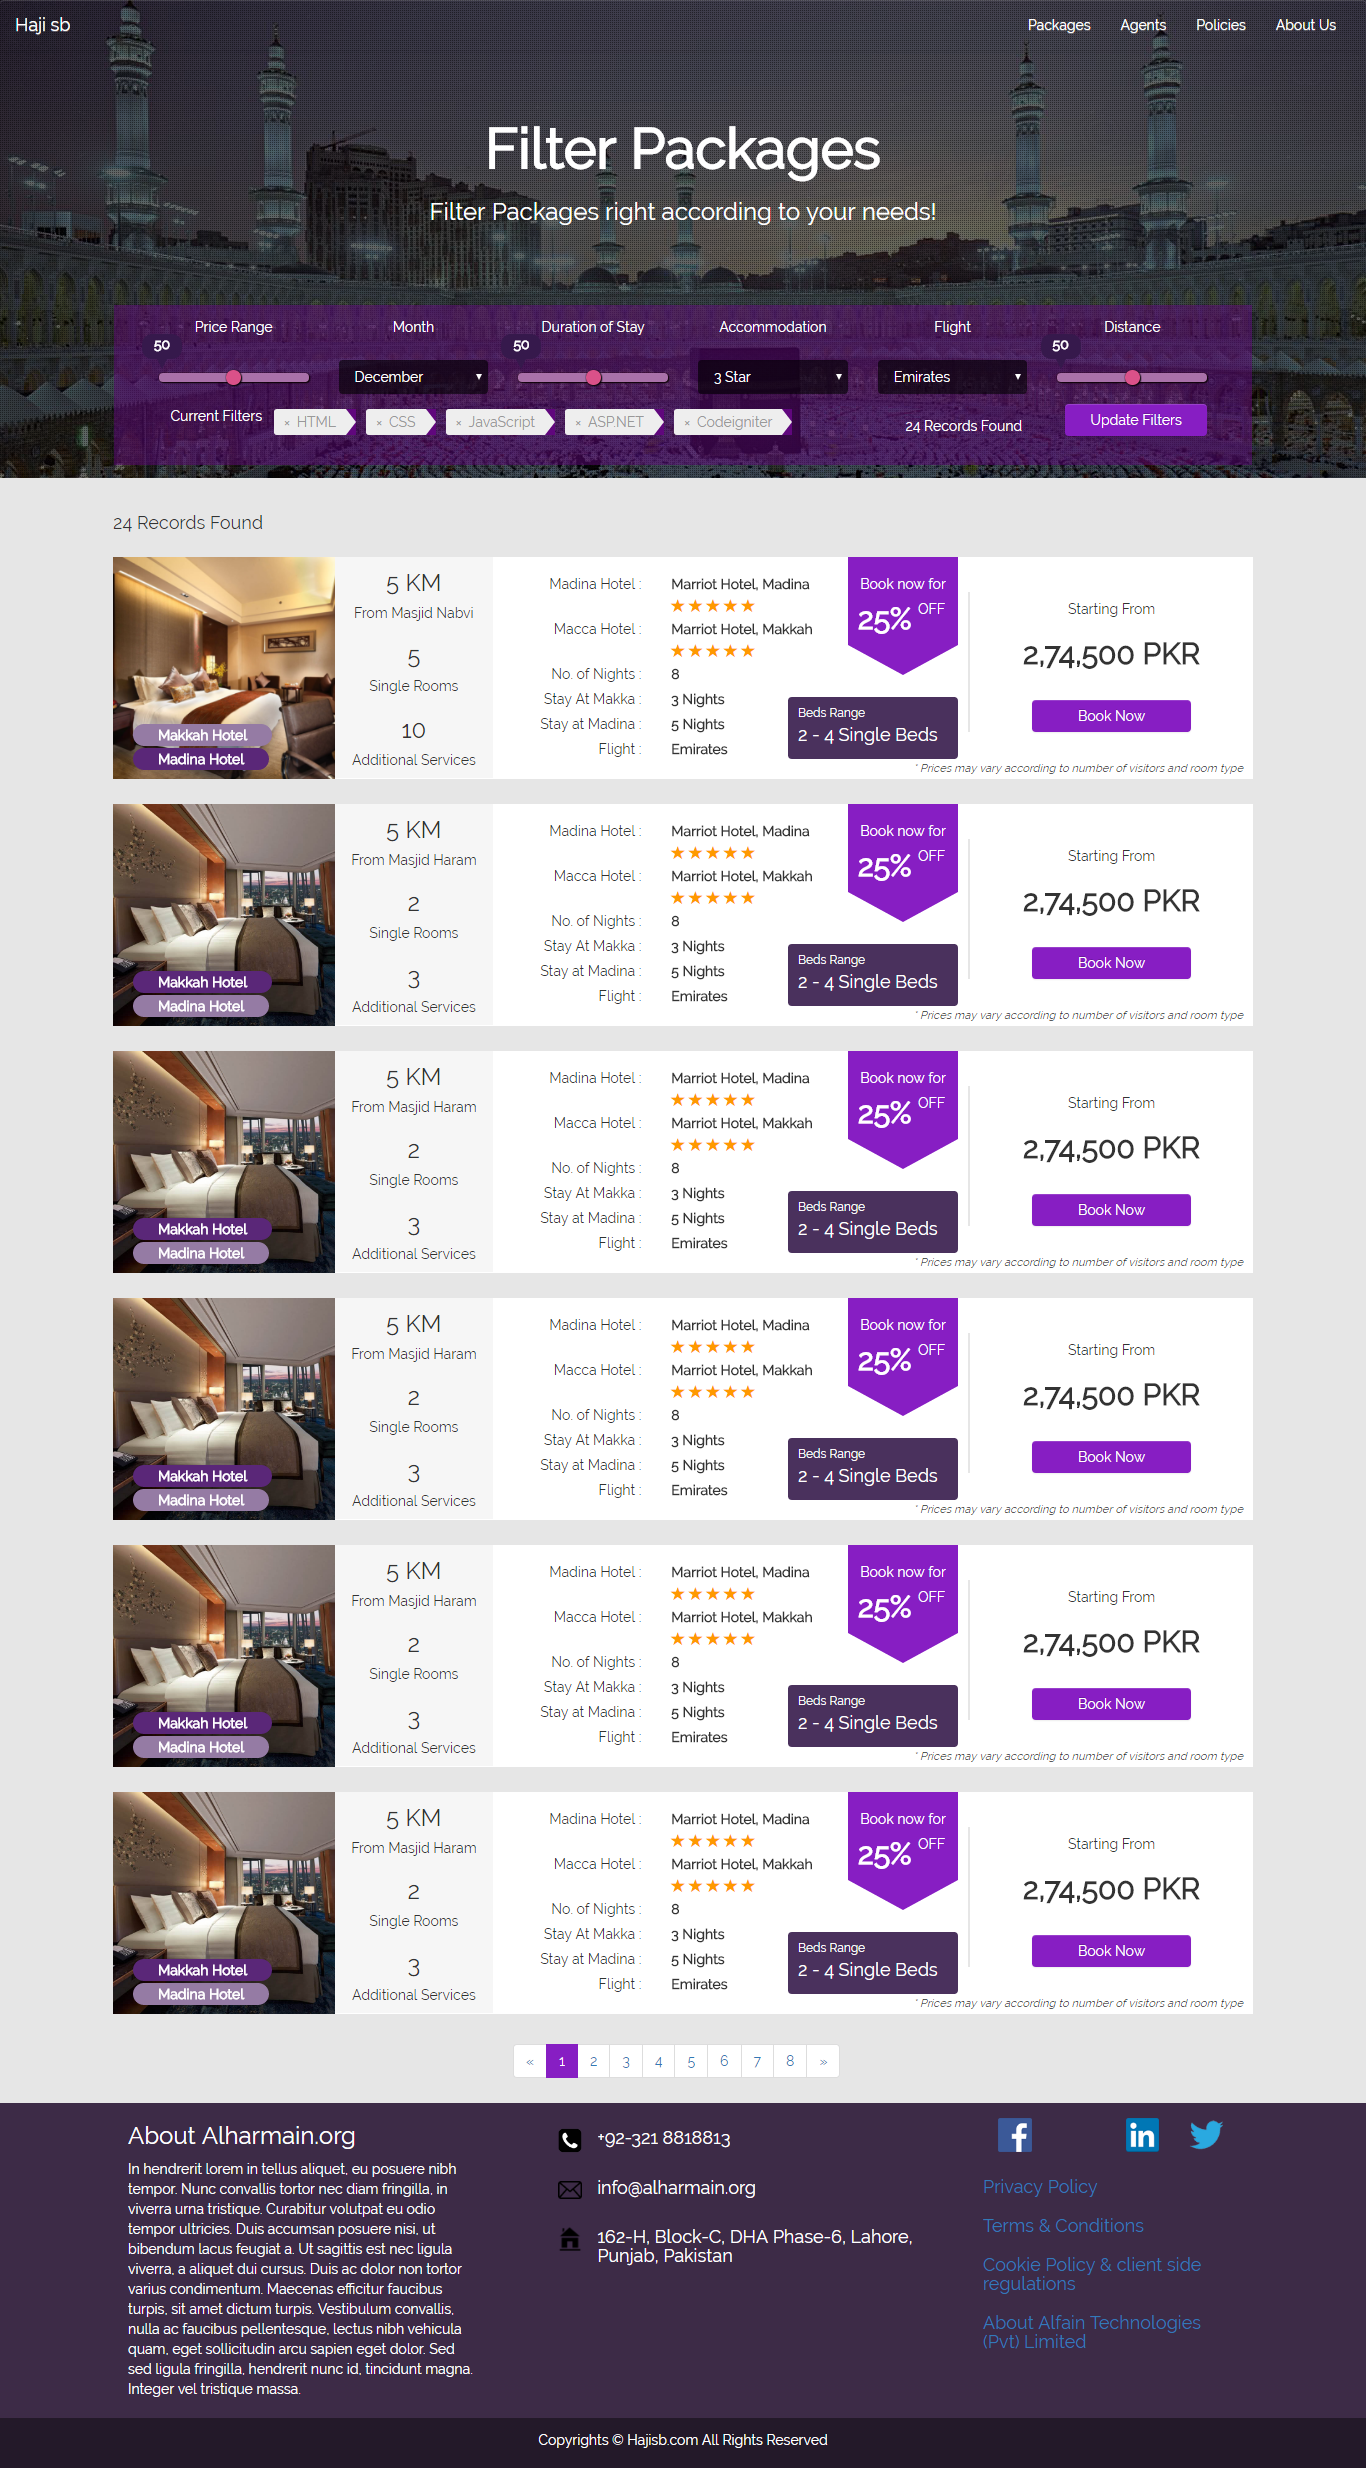 Haji sb
Packages Agents Policies About Us
Filter Packages
Filter Packages right according to your needs!
Price Range Month Duration of Stay Accommodation Flight Distance
50 50 50
December 3 Star Emirates
Current Filters × HTML × CSS × JavaScript × ASP.NET × Codeigniter
24 Records Found Update Filters
24 Records Found
Makkah Hotel
Madina Hotel
5 KM
From Masjid Nabvi
5
Single Rooms
10
Additional Services
Madina Hotel : Marriot Hotel, Madina
Macca Hotel : Marriot Hotel, Makkah
No. of Nights : 8
Stay At Makka : 3 Nights
Stay at Madina : 5 Nights
Flight : Emirates
Book now for
25% OFF
Beds Range
2 - 4 Single Beds
Starting From
2,74,500 PKR
Book Now
* Prices may vary according to number of visitors and room type
Makkah Hotel
Madina Hotel
5 KM
From Masjid Haram
2
Single Rooms
3
Additional Services
Madina Hotel : Marriot Hotel, Madina
Macca Hotel : Marriot Hotel, Makkah
No. of Nights : 8
Stay At Makka : 3 Nights
Stay at Madina : 5 Nights
Flight : Emirates
Book now for
25% OFF
Beds Range
2 - 4 Single Beds
Starting From
2,74,500 PKR
Book Now
* Prices may vary according to number of visitors and room type
Makkah Hotel
Madina Hotel
5 KM
From Masjid Haram
2
Single Rooms
3
Additional Services
Madina Hotel : Marriot Hotel, Madina
Macca Hotel : Marriot Hotel, Makkah
No. of Nights : 8
Stay At Makka : 3 Nights
Stay at Madina : 5 Nights
Flight : Emirates
Book now for
25% OFF
Beds Range
2 - 4 Single Beds
Starting From
2,74,500 PKR
Book Now
* Prices may vary according to number of visitors and room type
Makkah Hotel
Madina Hotel
5 KM
From Masjid Haram
2
Single Rooms
3
Additional Services
Madina Hotel : Marriot Hotel, Madina
Macca Hotel : Marriot Hotel, Makkah
No. of Nights : 8
Stay At Makka : 3 Nights
Stay at Madina : 5 Nights
Flight : Emirates
Book now for
25% OFF
Beds Range
2 - 4 Single Beds
Starting From
2,74,500 PKR
Book Now
* Prices may vary according to number of visitors and room type
Makkah Hotel
Madina Hotel
5 KM
From Masjid Haram
2
Single Rooms
3
Additional Services
Madina Hotel : Marriot Hotel, Madina
Macca Hotel : Marriot Hotel, Makkah
No. of Nights : 8
Stay At Makka : 3 Nights
Stay at Madina : 5 Nights
Flight : Emirates
Book now for
25% OFF
Beds Range
2 - 4 Single Beds
Starting From
2,74,500 PKR
Book Now
* Prices may vary according to number of visitors and room type
Makkah Hotel
Madina Hotel
5 KM
From Masjid Haram
2
Single Rooms
3
Additional Services
Madina Hotel : Marriot Hotel, Madina
Macca Hotel : Marriot Hotel, Makkah
No. of Nights : 8
Stay At Makka : 3 Nights
Stay at Madina : 5 Nights
Flight : Emirates
Book now for
25% OFF
Beds Range
2 - 4 Single Beds
Starting From
2,74,500 PKR
Book Now
* Prices may vary according to number of visitors and room type
« 1 2 3 4 5 6 7 8 »
About Alharmain.org
In hendrerit lorem in tellus aliquet, eu posuere nibh
tempor. Nunc convallis tortor nec diam fringilla, in
viverra urna tristique. Curabitur volutpat eu odio
tempor ultricies. Duis accumsan posuere nisi, ut
bibendum lacus feugiat a. Ut sagittis est nec ligula
viverra, a aliquet dui cursus. Duis ac dolor non tortor
varius condimentum. Maecenas efficitur faucibus
turpis, sit amet dictum turpis. Vestibulum convallis,
nulla ac faucibus pellentesque, lectus nibh vehicula
quam, eget sollicitudin arcu sapien eget dolor. Sed
sed ligula fringilla, hendrerit nunc id, tincidunt magna.
Integer vel tristique massa.
+92-321 8818813
info@alharmain.org
162-H, Block-C, DHA Phase-6, Lahore,
Punjab, Pakistan
f in
Privacy Policy
Terms & Conditions
Cookie Policy & client side
regulations
About Alfain Technologies
(Pvt) Limited
Copyrights © Hajisb.com All Rights Reserved